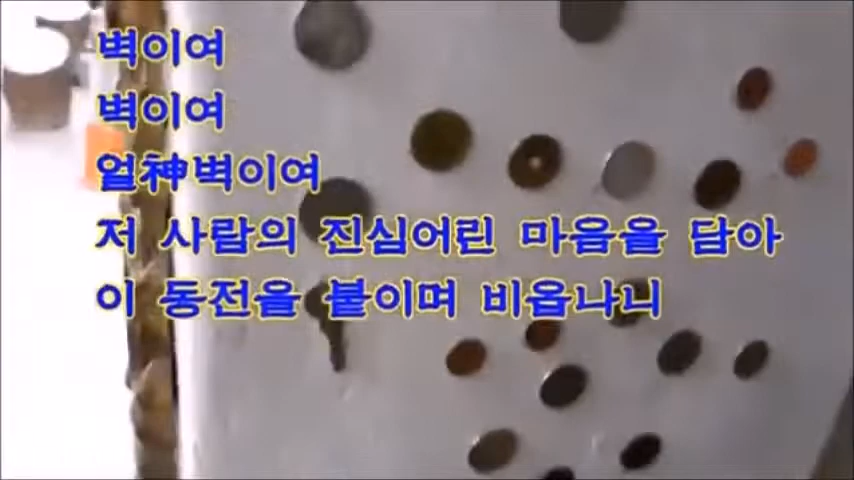 벽이여
벽이여
얼神벽이여
저 사람의 진심어린 마음을 담아
이 동전을 붙이며 비옵나니